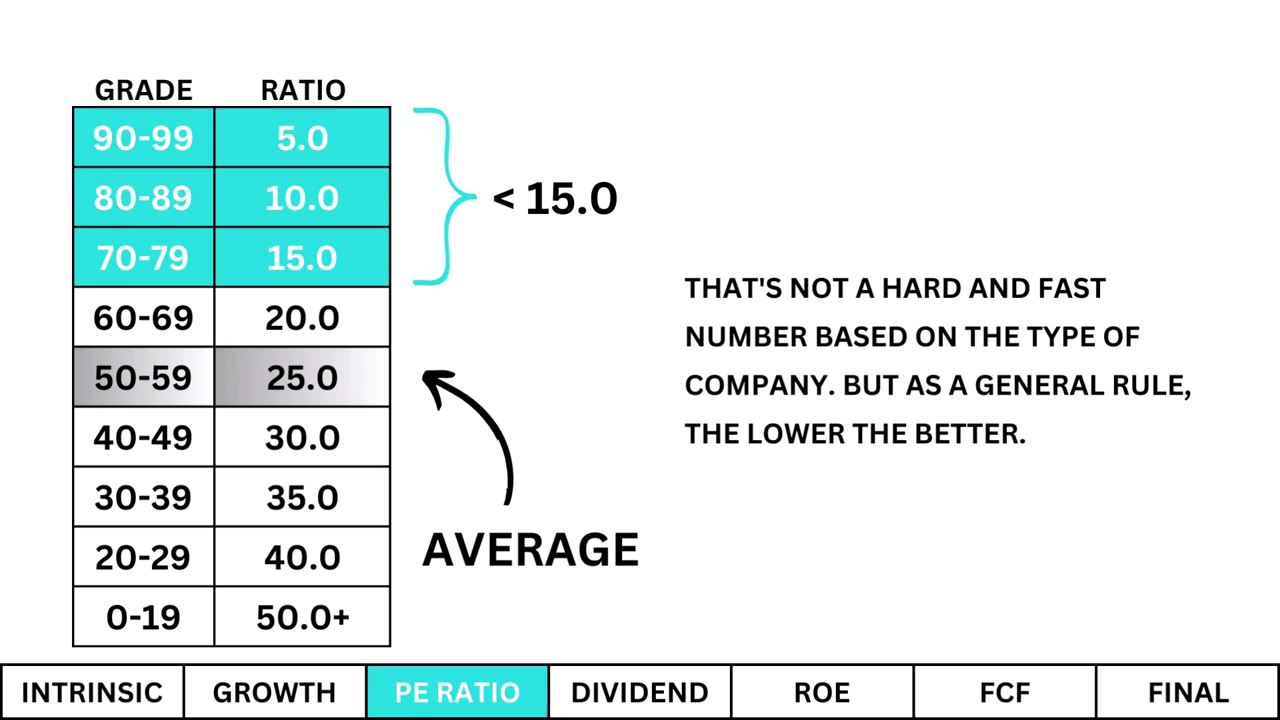 GRADE RATIO
90-99 5.0
80-89 10.0
70-79 15.0
< 15.0
60-69 20.0
50-59 25.0
40-49 30.0
30-39 35.0
20-29 40.0
0-19 50.0+
AVERAGE
THAT'S NOT A HARD AND FAST
NUMBER BASED ON THE TYPE OF
COMPANY. BUT AS A GENERAL RULE,
THE LOWER THE BETTER.
INTRINSIC GROWTH PE RATIO DIVIDEND ROE FCF FINAL